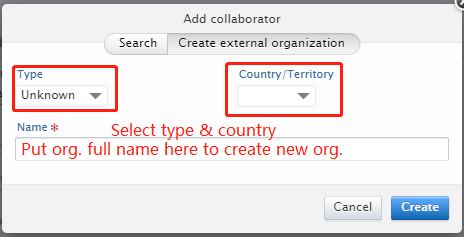 Add collaborator
Search Create external organization
Type Country/Territory
Unknown
Name *
Select type & country
Put org. full name here to create new org.
Cancel Create